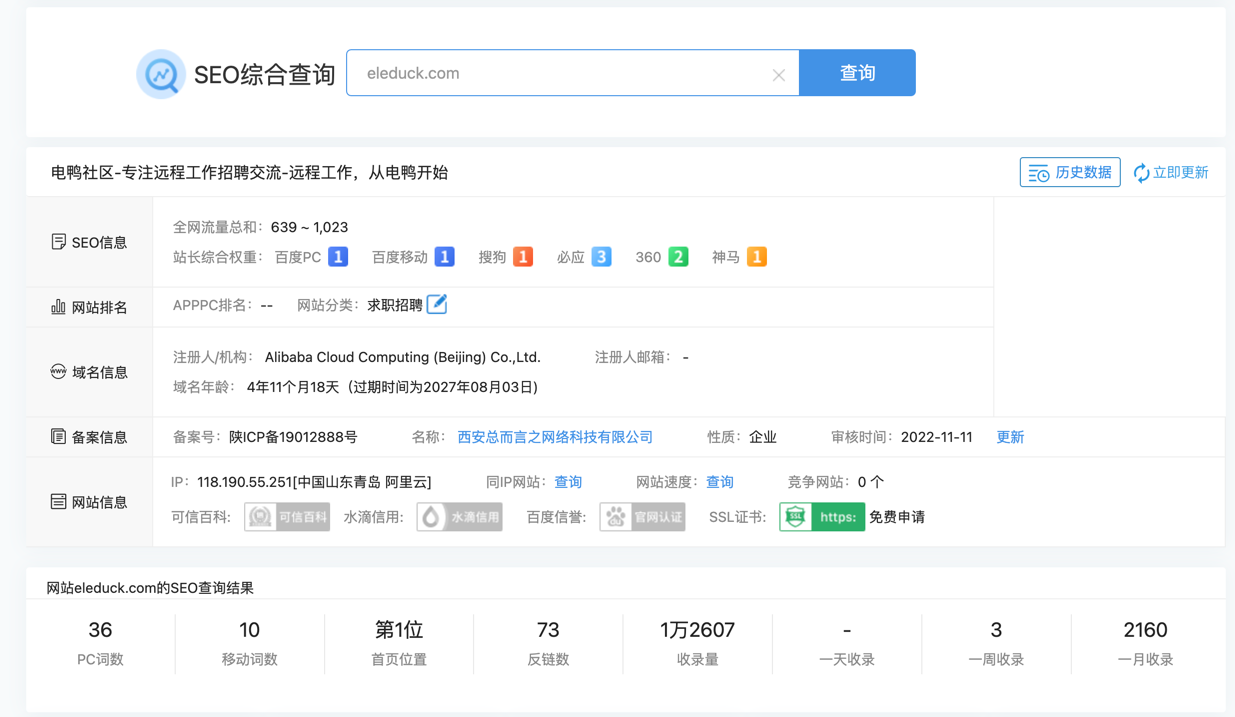 SEO综合查询 eleduck.com 查询
电鸭社区-专注远程工作招聘交流-远程工作，从电鸭开始 历史数据 立即更新
SEO信息
全网流量总和： 639 ~ 1,023
站长综合权重： 百度PC 1 百度移动 1 搜狗 1 必应 3 360 2 神马 1
网站排名 APPPC排名： -- 网站分类： 求职招聘
域名信息
注册人/机构： Alibaba Cloud Computing (Beijing) Co.,Ltd. 注册人邮箱： -
域名年龄： 4年11个月18天（过期时间为2027年08月03日）
备案信息 备案号： 陕ICP备19012888号 名称： 西安总而言之网络科技有限公司 性质： 企业 审核时间： 2022-11-11 更新
网站信息
IP： 118.190.55.251[中国山东青岛 阿里云] 同IP网站： 查询 网站速度： 查询 竞争网站： 0 个
可信百科: 可信百科 水滴信用: 水滴信用 百度信誉: 官网认证 SSL证书: SSL https: 免费申请
网站eleduck.com的SEO查询结果
36 10 第1位 73 1万2607 - 3 2160
PC词数 移动词数 首页位置 反链数 收录量 一天收录 一周收录 一月收录